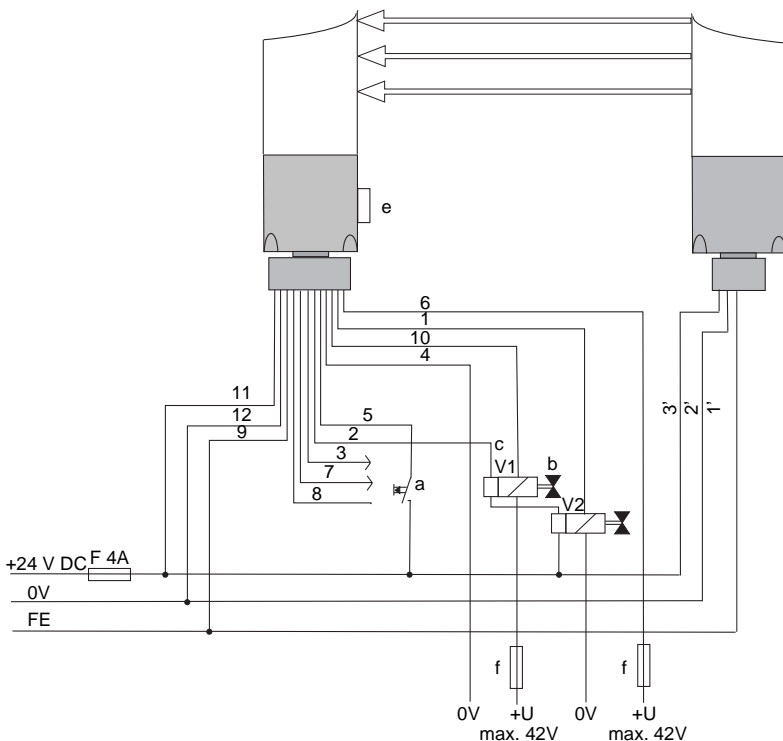 e
6
1
10
4
11
12
9
5
2
3
7
8
a
c
V1
b
V2
3'
2'
1'
+24 V DC F 4A
0V
FE
f
f
0V +U 0V +U
max. 42V max. 42V